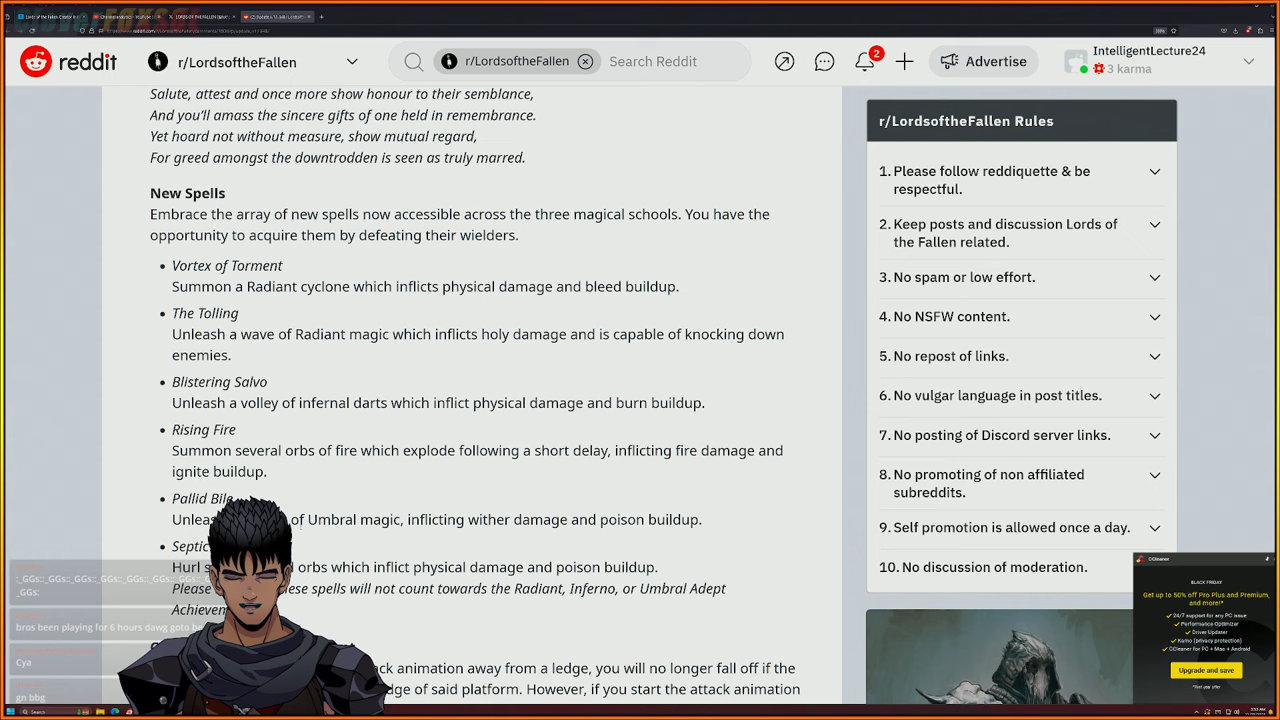 reddit
r/LordsoftheFallen
r/LordsoftheFallen
Search Reddit
2
Advertise
IntelligentLecture24
3 karma
Salute, attest and once more show honour to their semblance,
And you'll amass the sincere gifts of one held in remembrance.
Yet hoard not without measure, show mutual regard,
For greed amongst the downtrodden is seen as truly marred.
New Spells
Embrace the array of new spells now accessible across the three magical schools. You have the
opportunity to acquire them by defeating their wielders.
• Vortex of Torment
Summon a Radiant cyclone which inflicts physical damage and bleed buildup.
• The Tolling
Unleash a wave of Radiant magic which inflicts holy damage and is capable of knocking down
enemies.
• Blistering Salvo
Unleash a volley of infernal darts which inflict physical damage and burn buildup.
• Rising Fire
Summon several orbs of fire which explode following a short delay, inflicting fire damage and
ignite buildup.
• Pallid Bile
of Umbral magic, inflicting wither damage and poison buildup.
• Septic
Hurl s orbs which inflict physical damage and poison buildup.
Please hese spells will not count towards the Radiant, Inferno, or Umbral Adept
Achievem
ack animation away from a ledge, you will no longer fall off if the
dge of said platform. However, if you start the attack animation
:_GGs::_GGs::_GGs::_GGs::_GGs::_GGs::_GGs:
_GGs:
bros been playing for 6 hours dawg goto be
Cya
gn bbg
r/LordsoftheFallen Rules
1. Please follow reddiquette & be
respectful.
2. Keep posts and discussion Lords of
the Fallen related.
3. No spam or low effort.
4. No NSFW content.
5. No repost of links.
6. No vulgar language in post titles.
7. No posting of Discord server links.
8. No promoting of non affiliated
subreddits.
9. Self promotion is allowed once a day.
10. No discussion of moderation.
CCleaner
BLACK FRIDAY
Get up to 50% off Pro Plus and Premium,
and more!*
24/7 support for any PC issue
Performance Optimizer
Driver Updater
Kamo (privacy protection)
CCleaner for PC + Mac + Android
Upgrade and save
Search